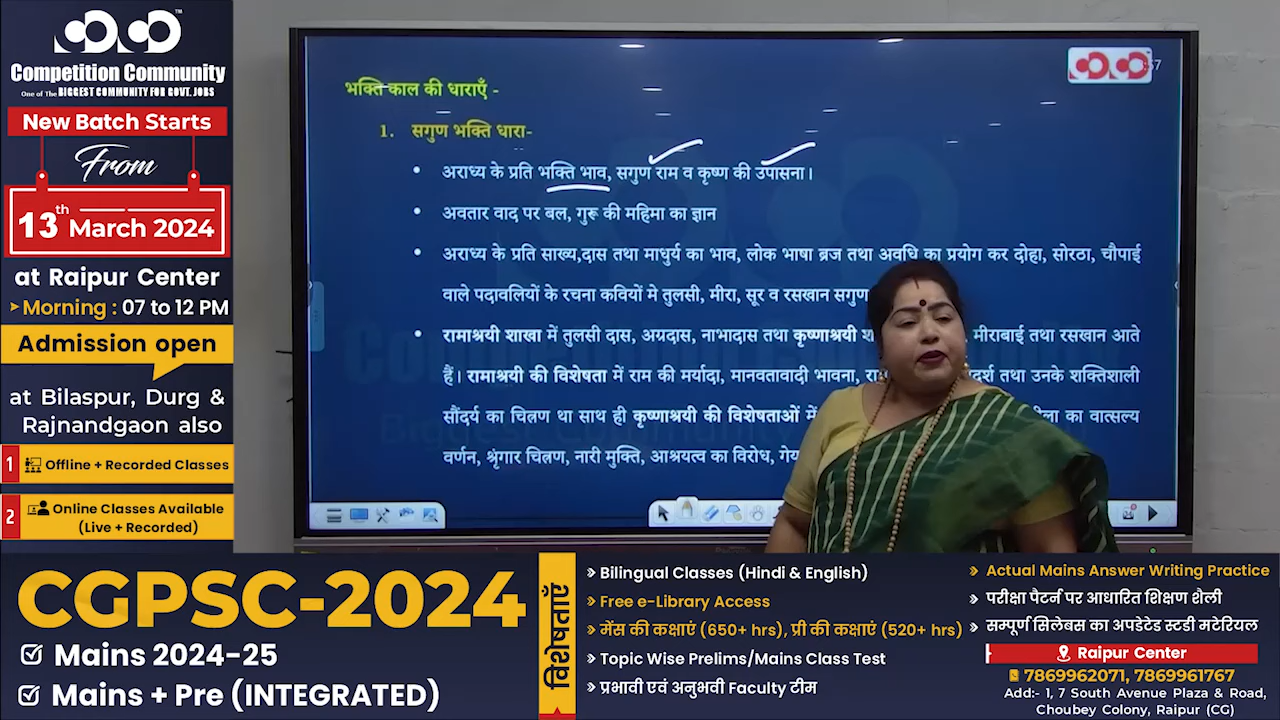 TM
Competition Community
One of The BIGGEST COMMUNITY FOR GOVT. JOBS
New Batch Starts
From
13th March 2024
at Raipur Center
Morning : 07 to 12 PM
Admission open
at Bilaspur, Durg &
Rajnandgaon also
1 Offline + Recorded Classes
2 Online Classes Available
(Live + Recorded)
भक्ति काल की धाराएँ -
1. सगुण भक्ति धारा-
• अराध्य के प्रति भक्ति भाव, सगुण राम व कृष्ण की उपासना।
• अवतार वाद पर बल, गुरू की महिमा का ज्ञान
• अराध्य के प्रति साख्य,दास तथा माधुर्य का भाव, लोक भाषा ब्रज तथा अवधि का प्रयोग कर दोहा, सोरठा, चौपाई
वाले पदावलियों के रचना कवियों मे तुलसी, मीरा, सूर व रसखान सगुण
• रामाश्रयी शाखा में तुलसी दास, अग्रदास, नाभादास तथा कृष्णाश्रयी मीराबाई तथा रसखान आते
हैं। रामाश्रयी की विशेषता में राम की मर्यादा, मानवतावादी भावना, तथा उनके शक्तिशाली
सौंदर्य का चित्रण था साथ ही कृष्णाश्रयी की विशेषताओं में का वात्सल्य
वर्णन, श्रृंगार चित्रण, नारी मुक्ति, आश्रयत्व का विरोध, गेय
:57
CGPSC-2024
Mains 2024-25
Mains + Pre (INTEGRATED)
विशेषताएँ
Bilingual Classes (Hindi & English)
Free e-Library Access
मेंस की कक्षाएं (650+ hrs), प्री की कक्षाएं (520+ hrs)
Topic Wise Prelims/Mains Class Test
प्रभावी एवं अनुभवी Faculty टीम
Actual Mains Answer Writing Practice
परीक्षा पैटर्न पर आधारित शिक्षण शैली
सम्पूर्ण सिलेबस का अपडेटेड स्टडी मटेरियल
Raipur Center
7869962071, 7869961767
Add:- 1, 7 South Avenue Plaza & Road,
Choubey Colony, Raipur (CG)